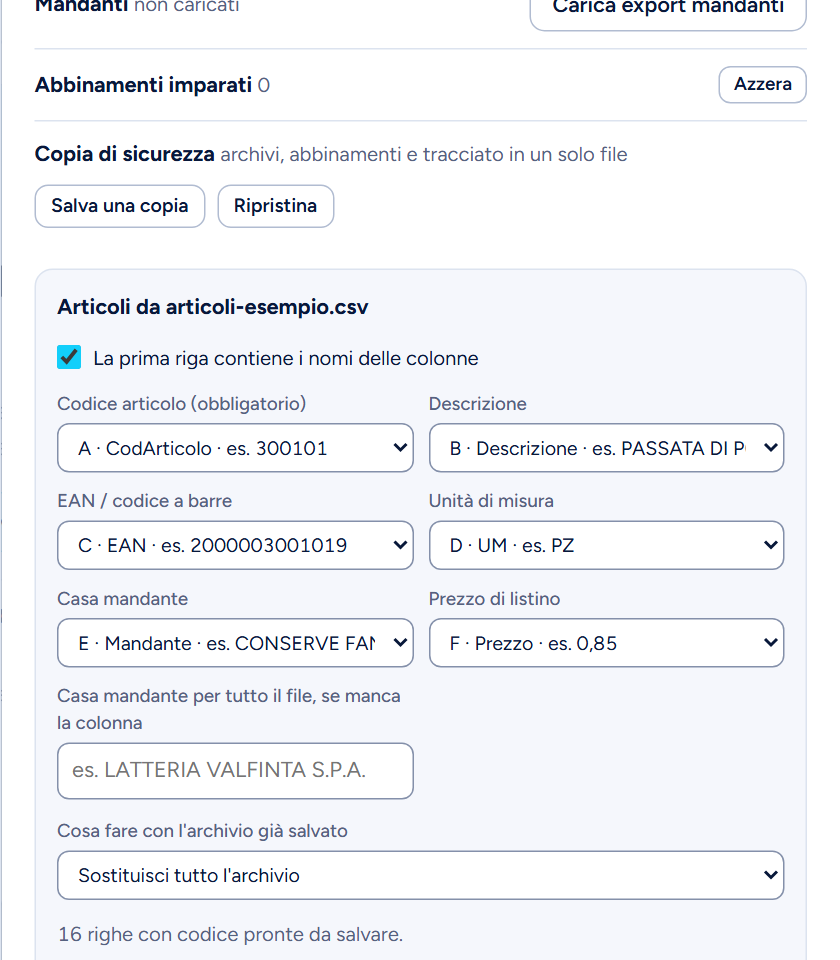 Mandanti non caricati
Carica export mandanti
Abbinamenti imparati 0
Azzera
Copia di sicurezza archivi, abbinamenti e tracciato in un solo file
Salva una copia
Ripristina
Articoli da articoli-esempio.csv
La prima riga contiene i nomi delle colonne
Codice articolo (obbligatorio)
Descrizione
A · CodArticolo · es. 300101
B · Descrizione · es. PASSATA DI P
EAN / codice a barre
Unità di misura
C · EAN · es. 2000003001019
D · UM · es. PZ
Casa mandante
Prezzo di listino
E · Mandante · es. CONSERVE FAN
F · Prezzo · es. 0,85
Casa mandante per tutto il file, se manca
la colonna
es. LATTERIA VALFINTA S.P.A.
Cosa fare con l'archivio già salvato
Sostituisci tutto l'archivio
16 righe con codice pronte da salvare.